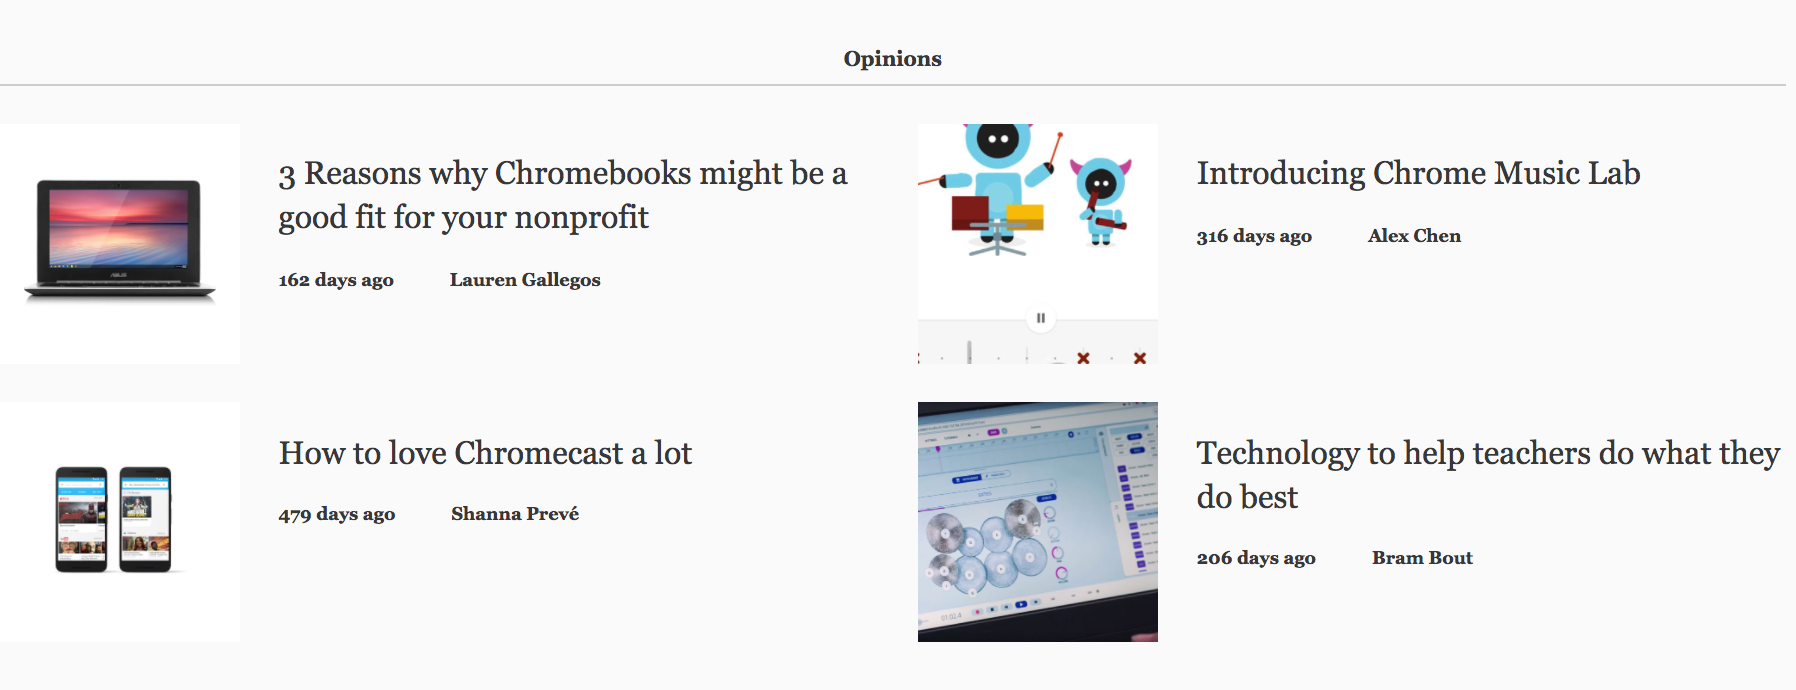 Opinions
3 Reasons why Chromebooks might be a
good fit for your nonprofit
162 days ago Lauren Gallegos
Introducing Chrome Music Lab
316 days ago Alex Chen
How to love Chromecast a lot
479 days ago Shanna Prevé
Technology to help teachers do what they
do best
206 days ago Bram Bout
ASUS